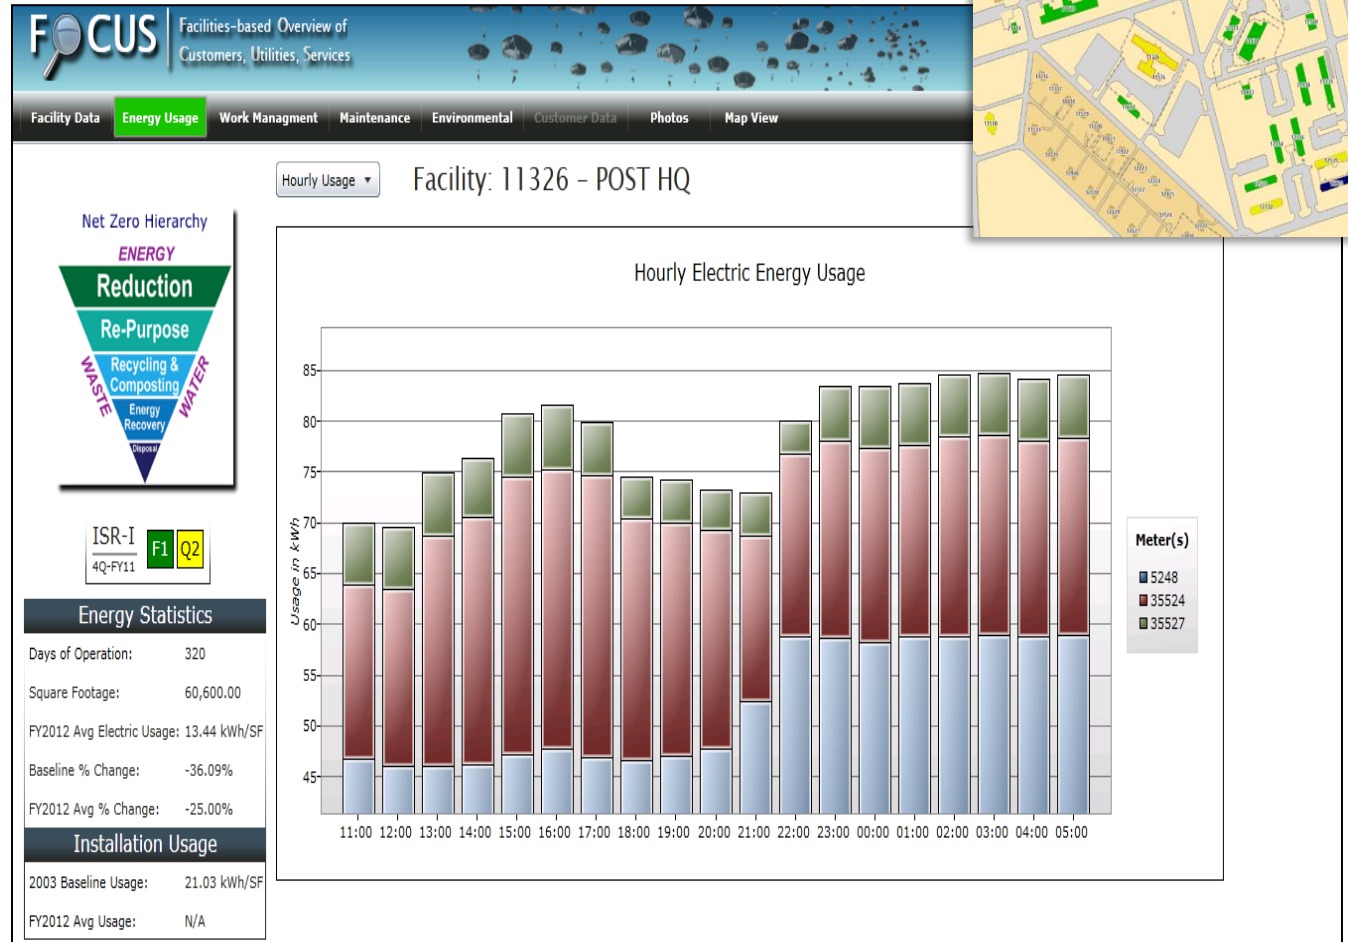 FOCUS
Facilities-based Overview of
Customers, Utilities, Services
Facility Data Energy Usage Work Managment Maintenance Environmental Customer Data Photos Map View
Hourly Usage
Facility: 11326 - POST HQ
Net Zero Hierarchy
ENERGY
Reduction
Re-Purpose
Recycling &
Composting
Energy
Recovery
Disposal
WASTE
WATER
ISR-I
4Q-FY11
F1 Q2
Energy Statistics
Days of Operation: 320
Square Footage: 60,600.00
FY2012 Avg Electric Usage: 13.44 kWh/SF
Baseline % Change: -36.09%
FY2012 Avg % Change: -25.00%
Installation Usage
2003 Baseline Usage: 21.03 kWh/SF
FY2012 Avg Usage: N/A
Hourly Electric Energy Usage
Usage in kWh
85
80
75
70
65
60
55
50
45
11:00 12:00 13:00 14:00 15:00 16:00 17:00 18:00 19:00 20:00 21:00 22:00 23:00 00:00 01:00 02:00 03:00 04:00 05:00
Meter(s)
5248
35524
35527